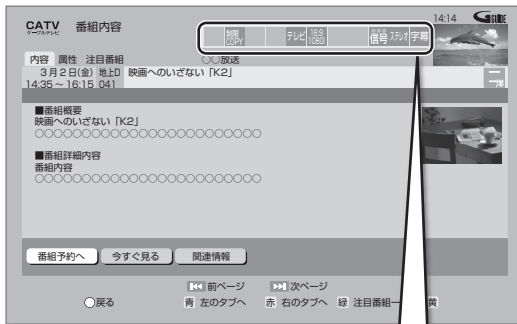 CATV 番組内容
ケーブルテレビ
制限 COPY テレビ 16:9 1080i 信号 ステレオ 字幕
14:14 G GUIDE
内容 属性 注目番組 ○○放送
3月2日(金) 地上D 映画へのいざない「K2」
14:35～16:15 041
■番組概要
映画へのいざない「K2」
○○○○○○○○○○○○○○○○○○○○○○○○
■番組詳細内容
番組内容
○○○○○○○○○○○○○○○○○○○○○○○○
番組予約へ 今すぐ見る 関連情報
前ページ 次ページ
○戻る 青 左のタブへ 赤 右のタブへ 緑 注目番組一 黄